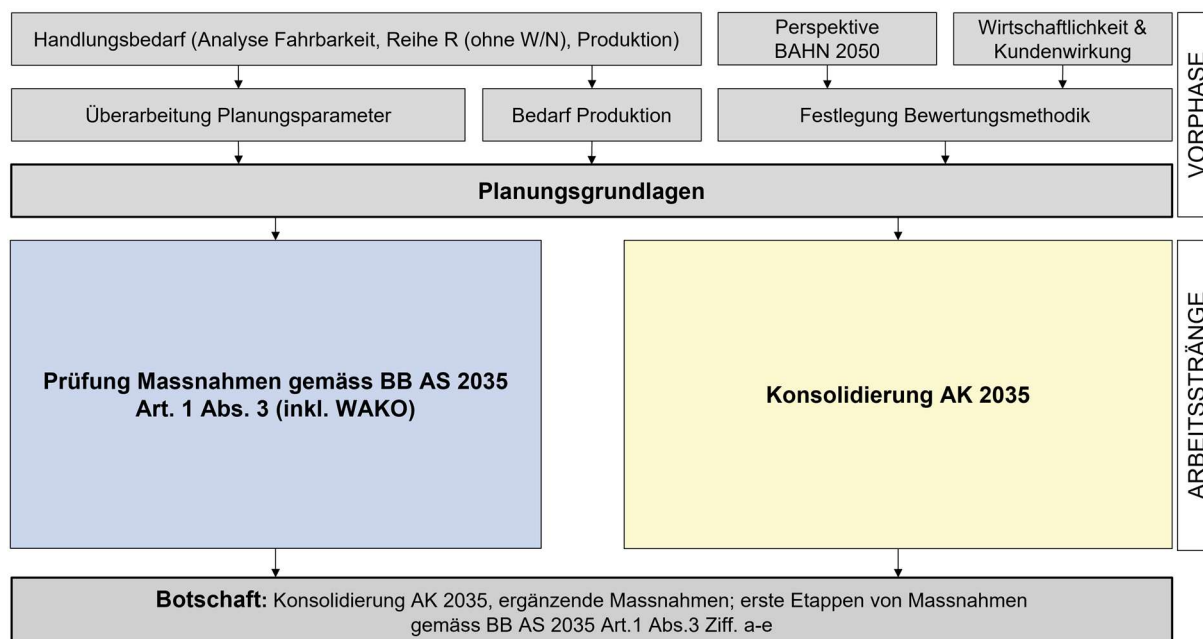 Handlungsbedarf (Analyse Fahrbarkeit, Reihe R (ohne W/N), Produktion)
Perspektive
BAHN 2050
Wirtschaftlichkeit &
Kundenwirkung
Überarbeitung Planungsparameter
Bedarf Produktion
Festlegung Bewertungsmethodik
Planungsgrundlagen
VORPHASE
Prüfung Massnahmen gemäss BB AS 2035
Art. 1 Abs. 3 (inkl. WAKO)
Konsolidierung AK 2035
ARBEITSSTRÄNGE
Botschaft: Konsolidierung AK 2035, ergänzende Massnahmen; erste Etappen von Massnahmen
gemäss BB AS 2035 Art.1 Abs.3 Ziff. a-e